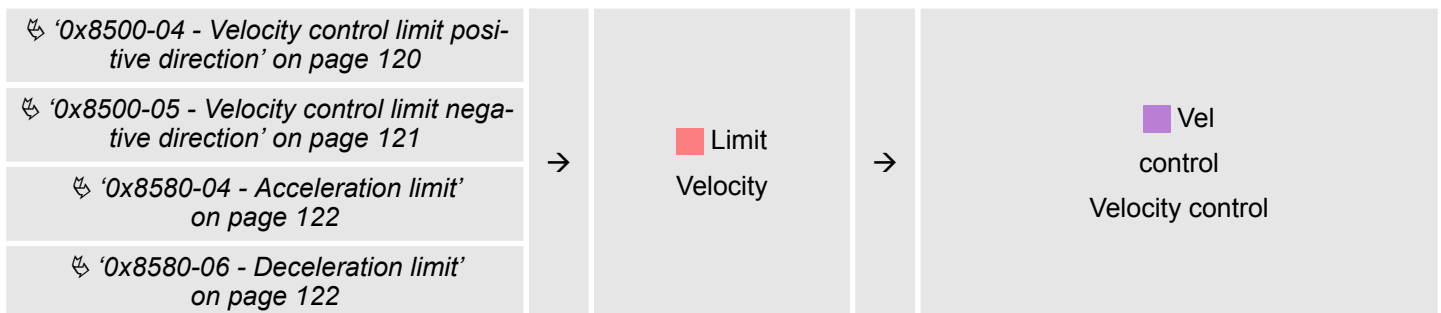 ↳ '0x8500-04 - Velocity control limit posi-
tive direction' on page 120
↳ '0x8500-05 - Velocity control limit nega-
tive direction' on page 121
↳ '0x8580-04 - Acceleration limit'
on page 122
↳ '0x8580-06 - Deceleration limit'
on page 122
→
Limit
Velocity
→
Vel
control
Velocity control